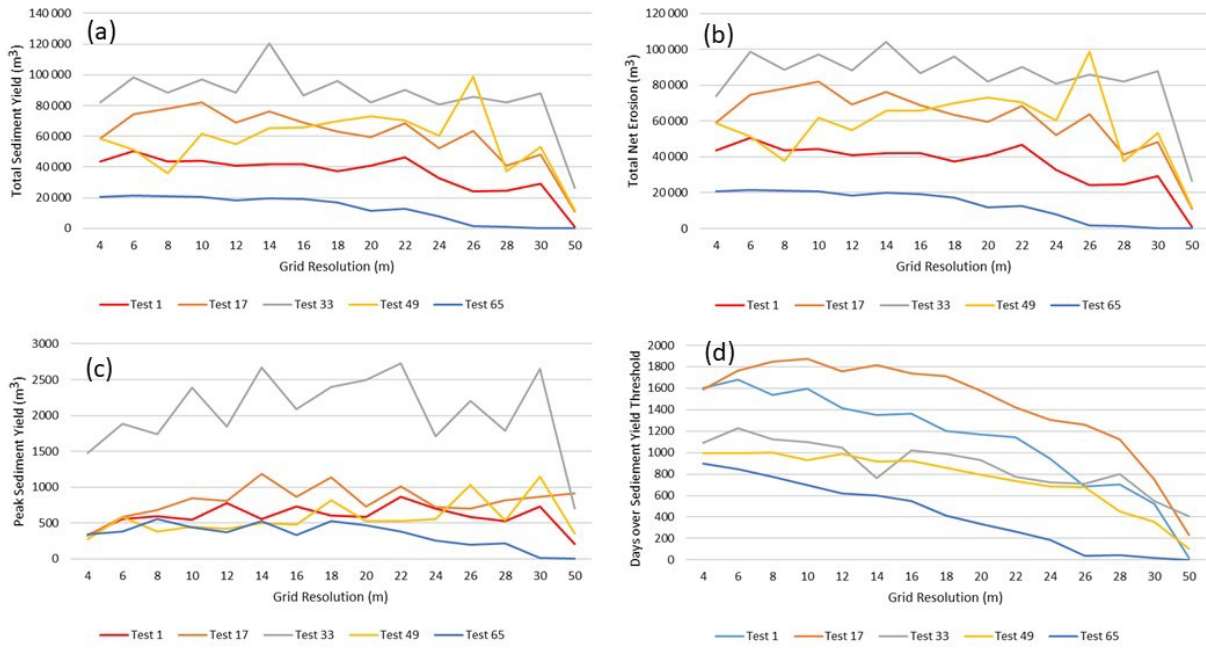 (a)
Total Sediment Yield (m³)
140 000
120 000
100 000
80 000
60 000
40 000
20 000
0
4 6 8 10 12 14 16 18 20 22 24 26 28 30 50
Grid Resolution (m)
Test 1 Test 17 Test 33 Test 49 Test 65
(b)
Total Net Erosion (m³)
120 000
100 000
80 000
60 000
40 000
20 000
0
4 6 8 10 12 14 16 18 20 22 24 26 28 30 50
Grid Resolution (m)
Test 1 Test 17 Test 33 Test 49 Test 65
(c)
Peak Sediment Yield (m³)
3000
2500
2000
1500
1000
500
0
4 6 8 10 12 14 16 18 20 22 24 26 28 30 50
Grid Resolution (m)
Test 1 Test 17 Test 33 Test 49 Test 65
(d)
Days over Sediement Yield Threshold
2000
1800
1600
1400
1200
1000
800
600
400
200
0
4 6 8 10 12 14 16 18 20 22 24 26 28 30 50
Grid Resolution (m)
Test 1 Test 17 Test 33 Test 49 Test 65